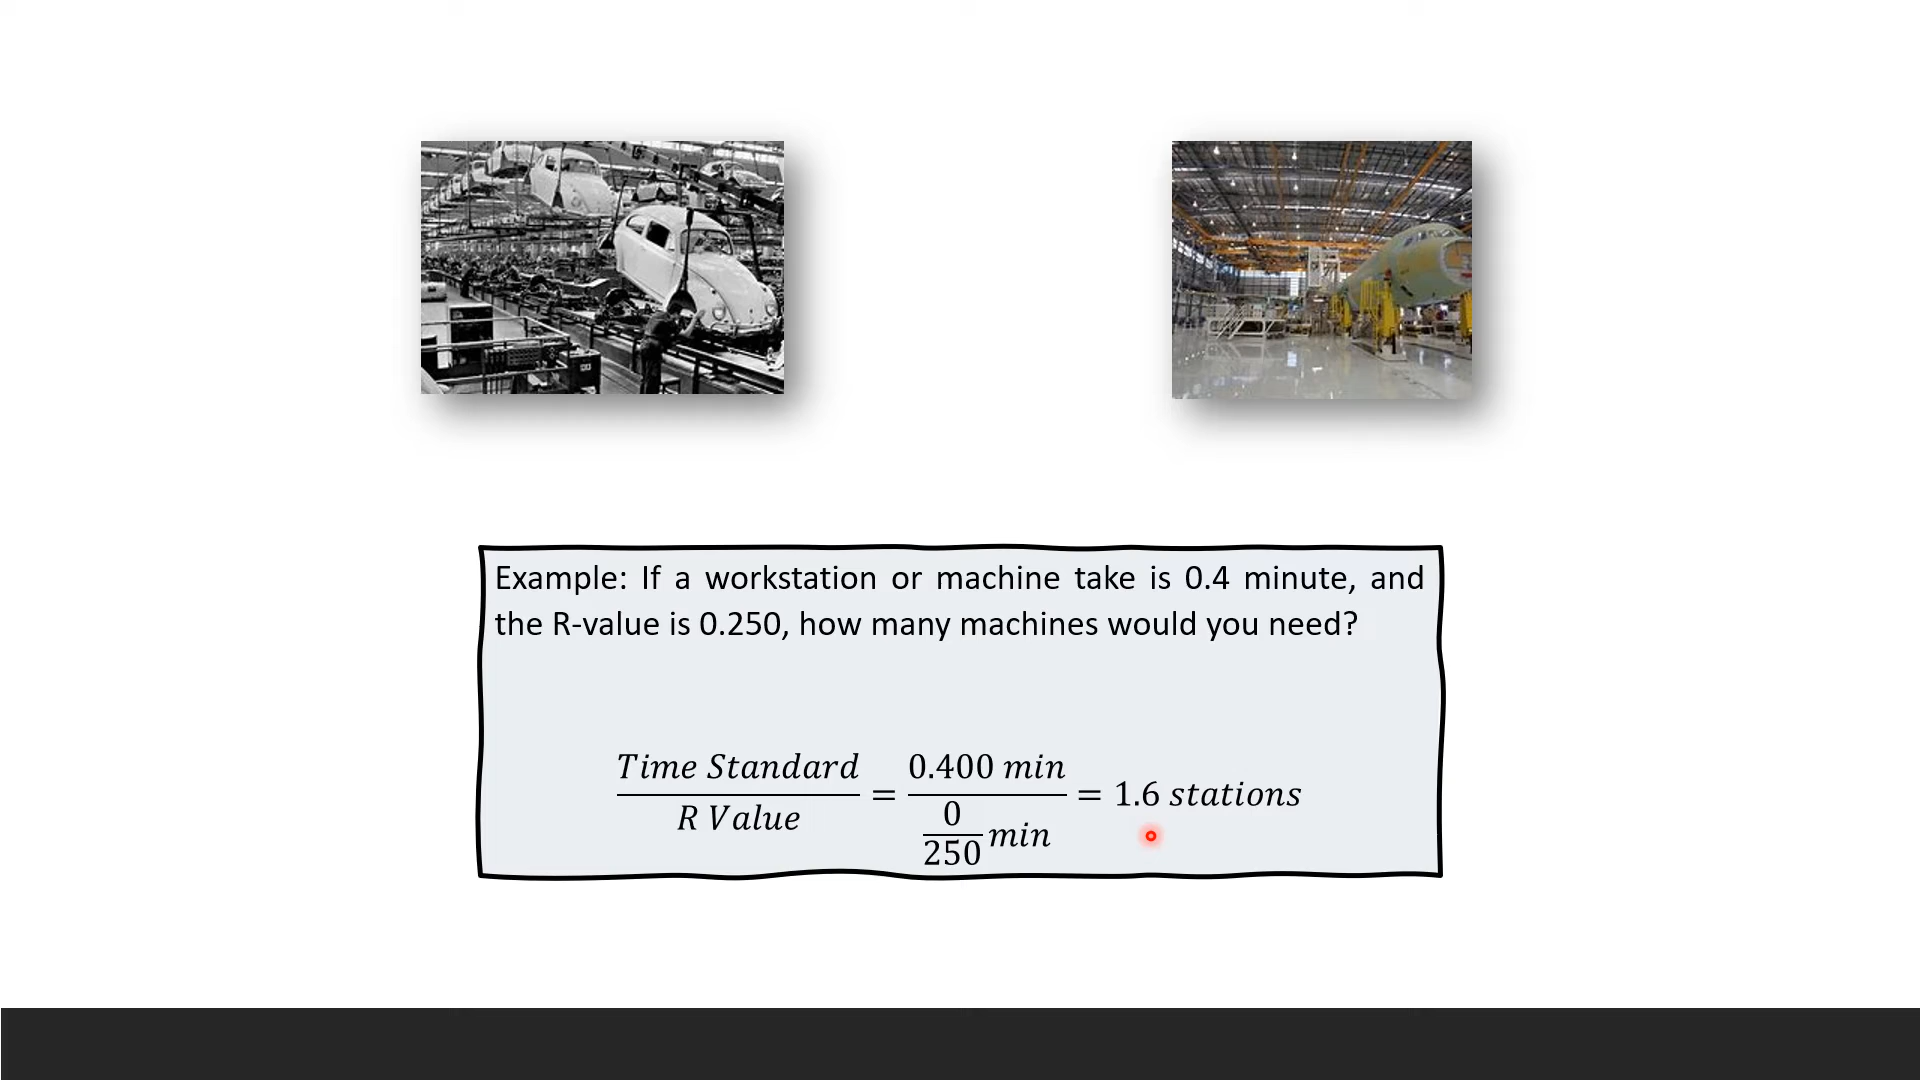 Example: If a workstation or machine take is 0.4 minute, and
the R-value is 0.250, how many machines would you need?
Time Standard / R Value = 0.400 min / (0/250) min = 1.6 stations